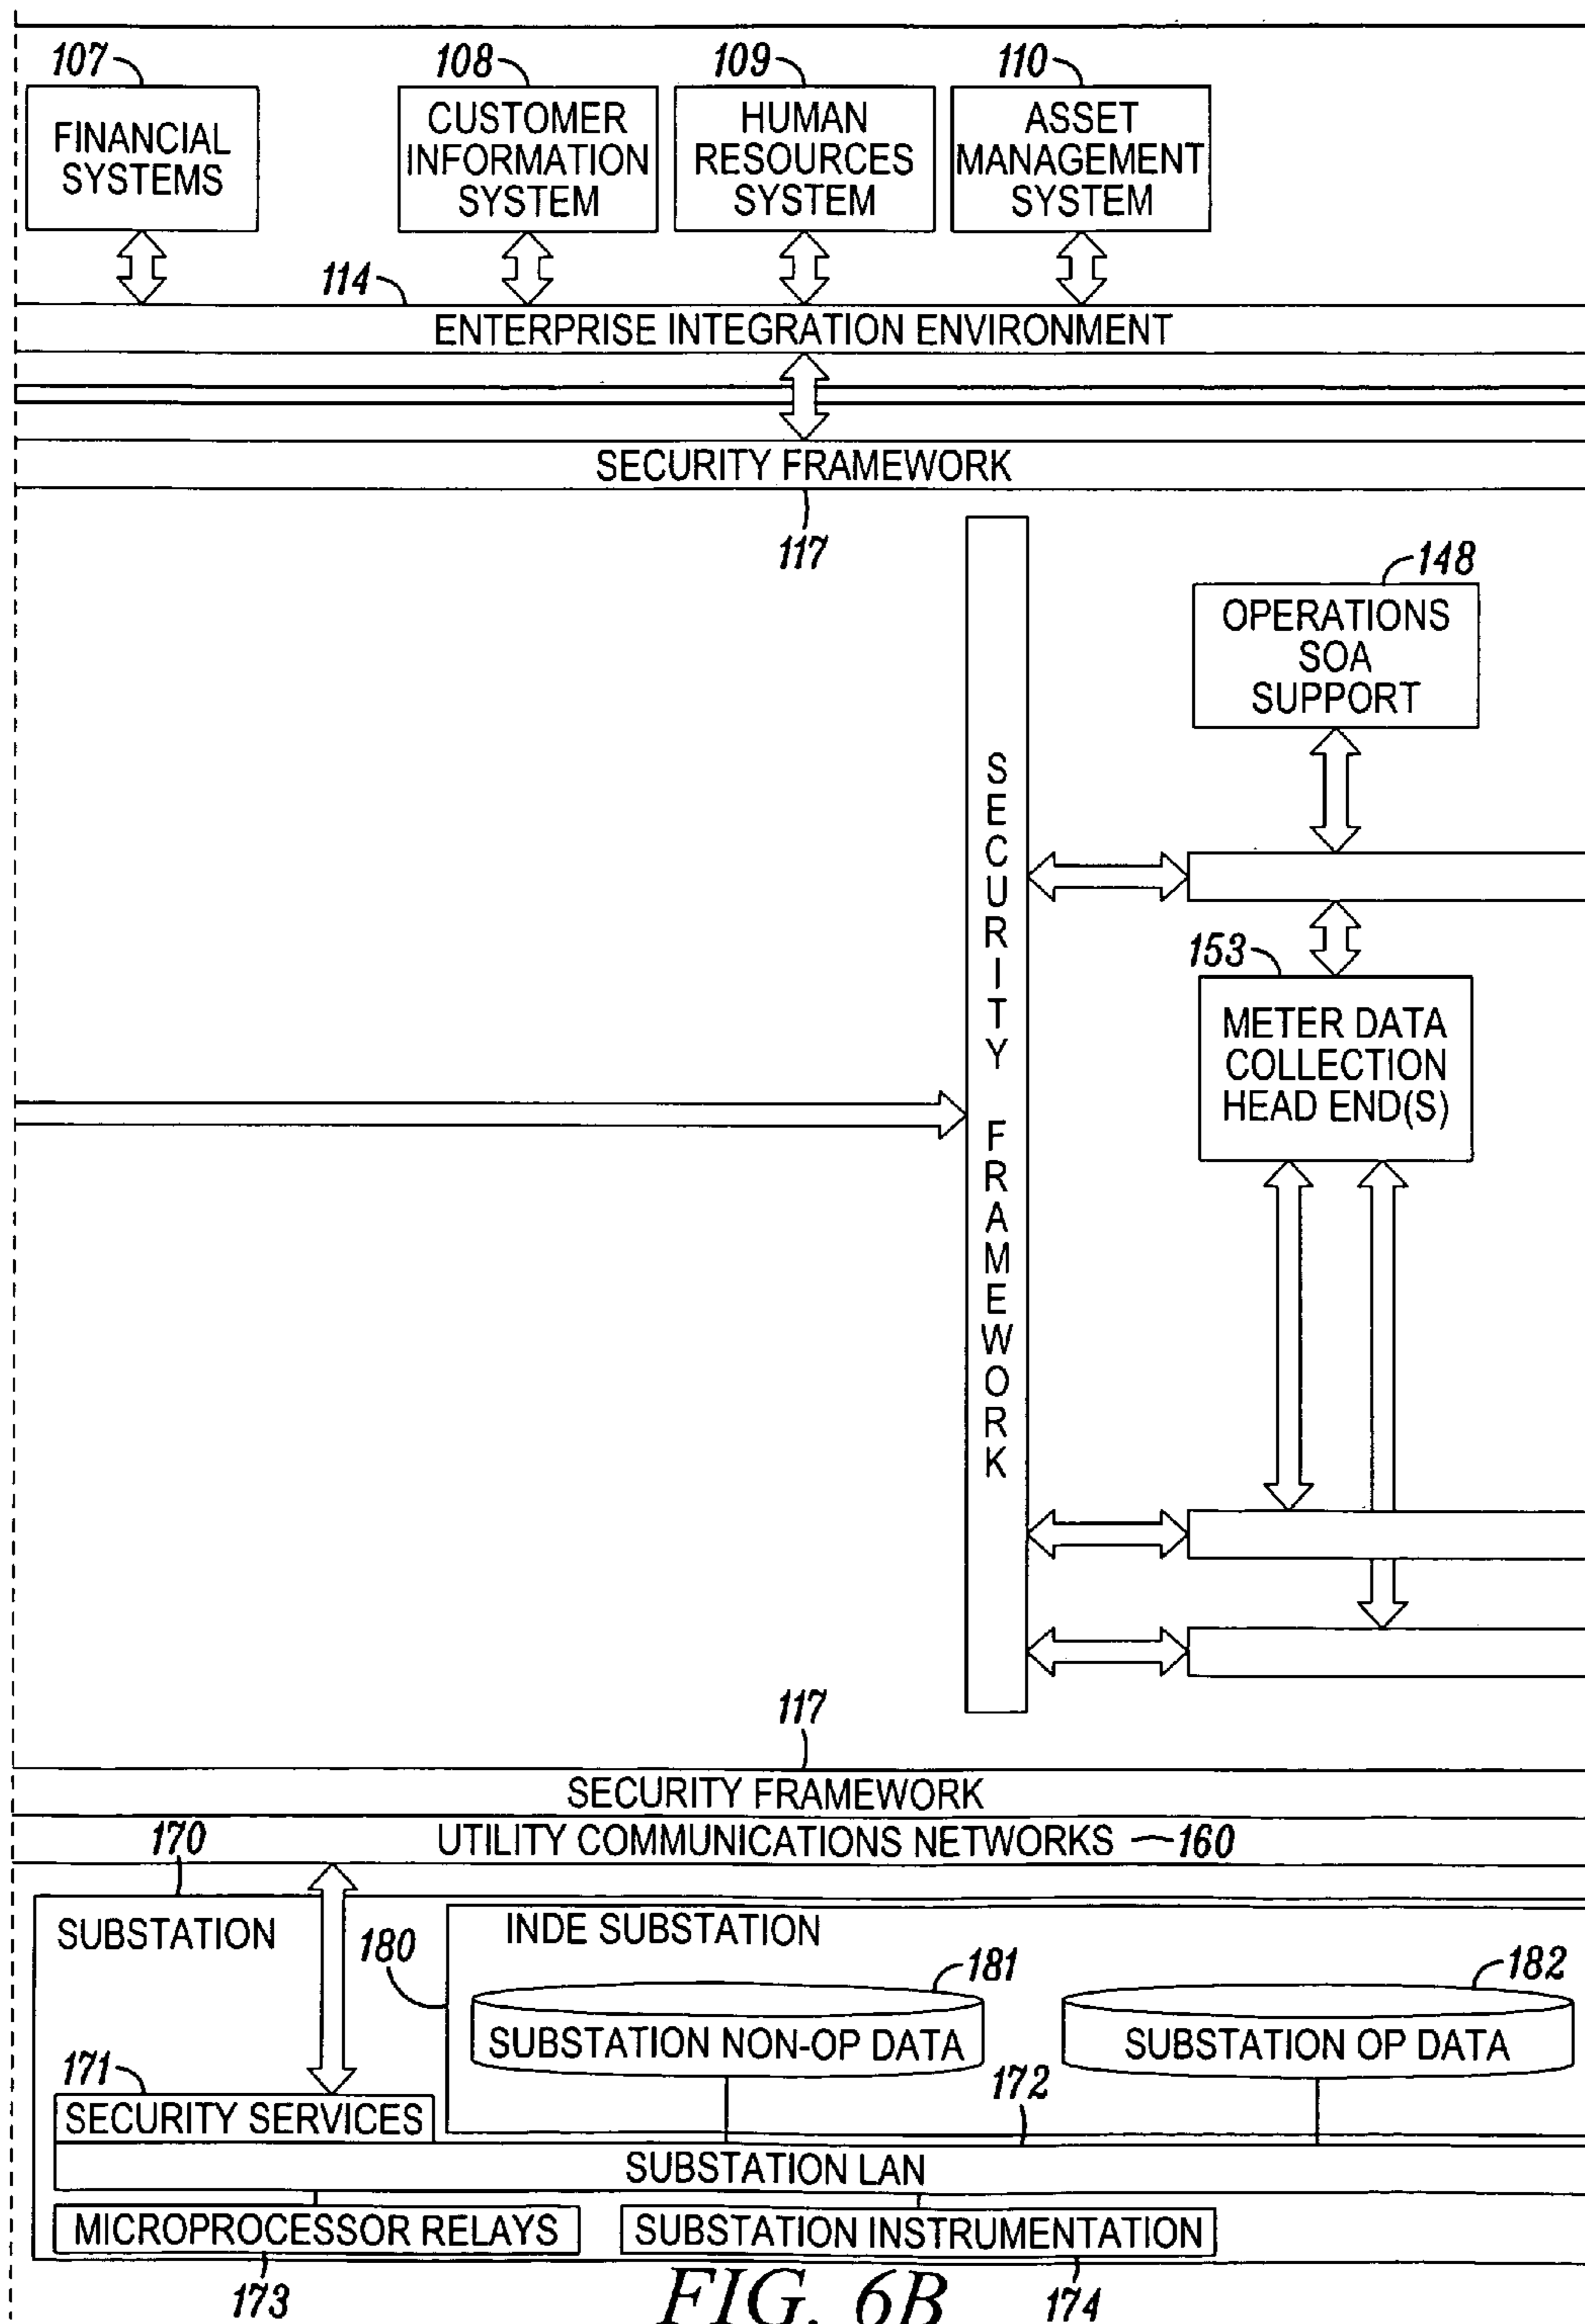 107
108
109
110
FINANCIAL
SYSTEMS
CUSTOMER
INFORMATION
SYSTEM
HUMAN
RESOURCES
SYSTEM
ASSET
MANAGEMENT
SYSTEM
114
ENTERPRISE INTEGRATION ENVIRONMENT
SECURITY FRAMEWORK
117
148
OPERATIONS
SOA
SUPPORT
SECURITY FRAMEWORK
153
METER DATA
COLLECTION
HEAD END(S)
117
SECURITY FRAMEWORK
170
UTILITY COMMUNICATIONS NETWORKS 160
SUBSTATION
180
INDE SUBSTATION
181
182
SUBSTATION NON-OP DATA
SUBSTATION OP DATA
171
172
SECURITY SERVICES
SUBSTATION LAN
MICROPROCESSOR RELAYS
SUBSTATION INSTRUMENTATION
173
FIG. 6B
174